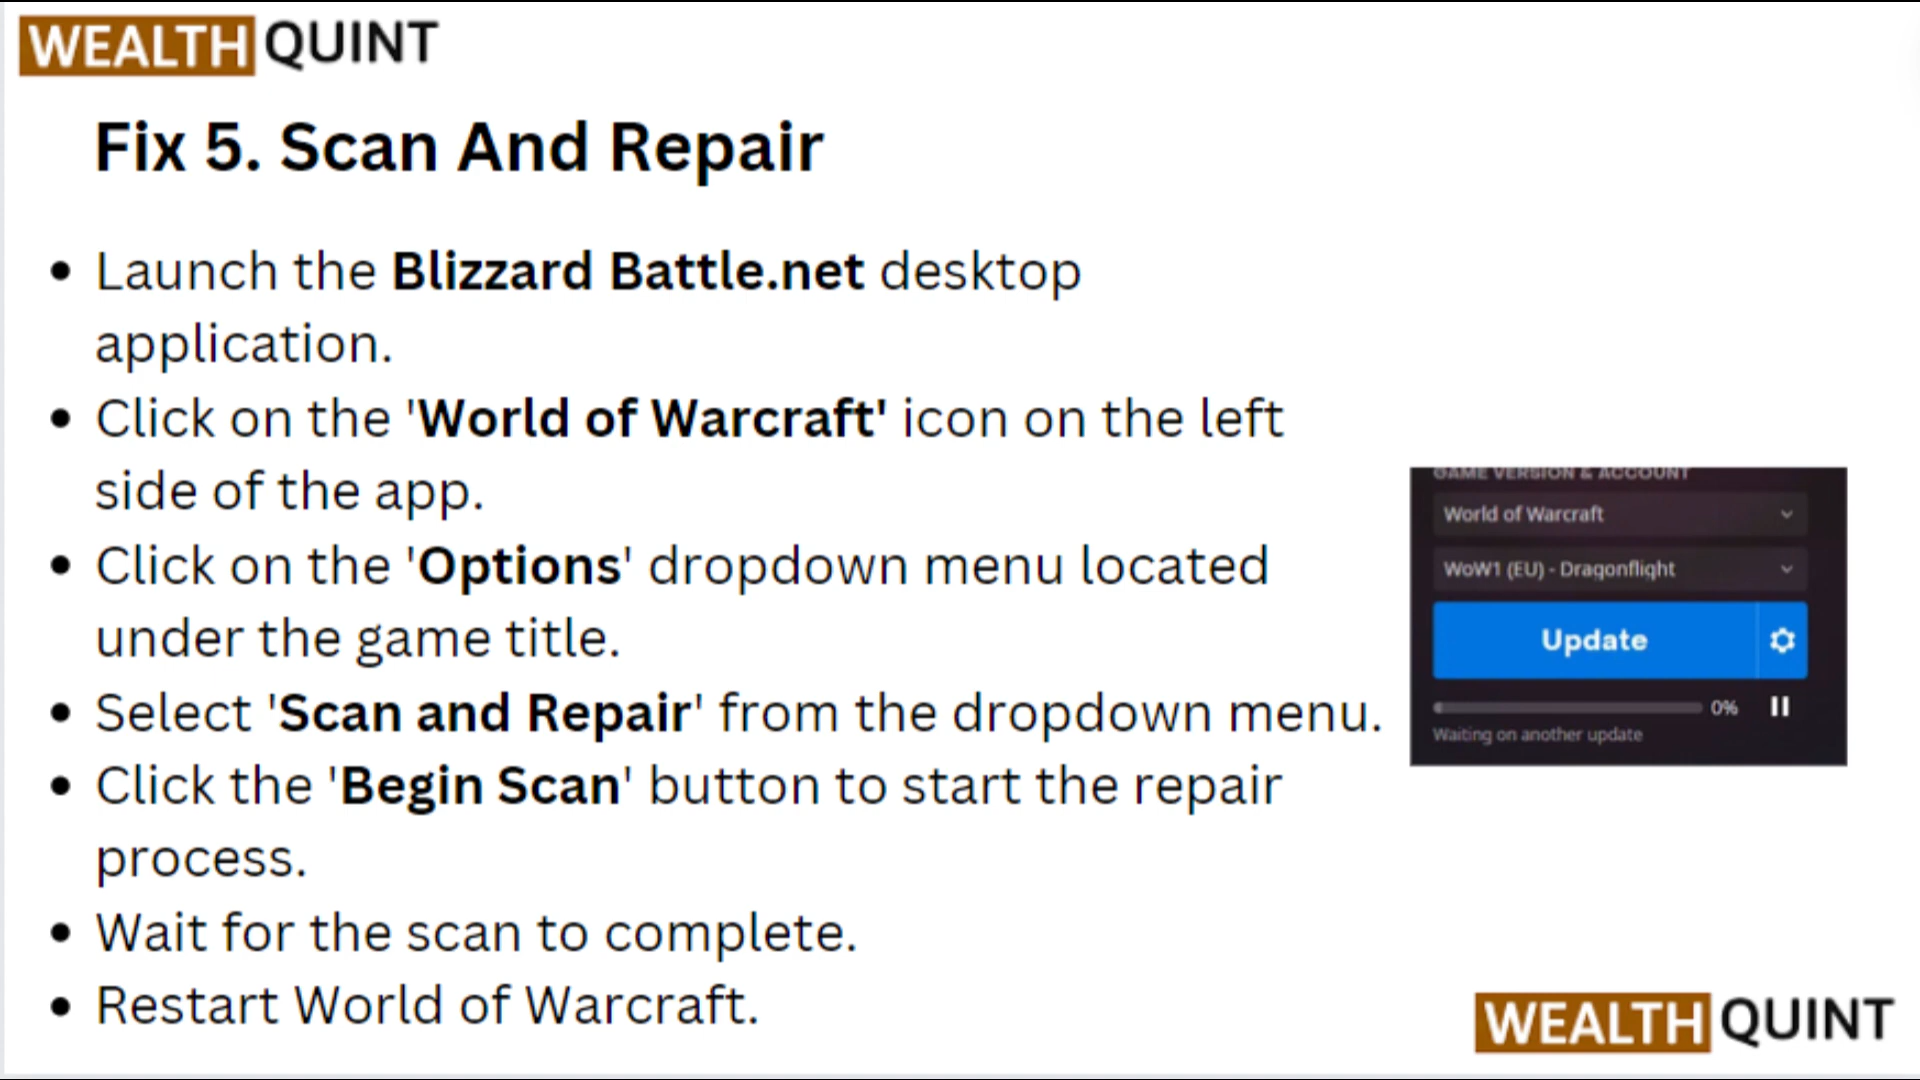 WEALTH QUINT
Fix 5. Scan And Repair
• Launch the Blizzard Battle.net desktop
application.
• Click on the 'World of Warcraft' icon on the left
side of the app.
• Click on the 'Options' dropdown menu located
under the game title.
• Select 'Scan and Repair' from the dropdown menu.
• Click the 'Begin Scan' button to start the repair
process.
• Wait for the scan to complete.
• Restart World of Warcraft.
GAME VERSION & ACCOUNT
World of Warcraft
WoW1 (EU) - Dragonflight
Update
0%
Waiting on another update
WEALTH QUINT